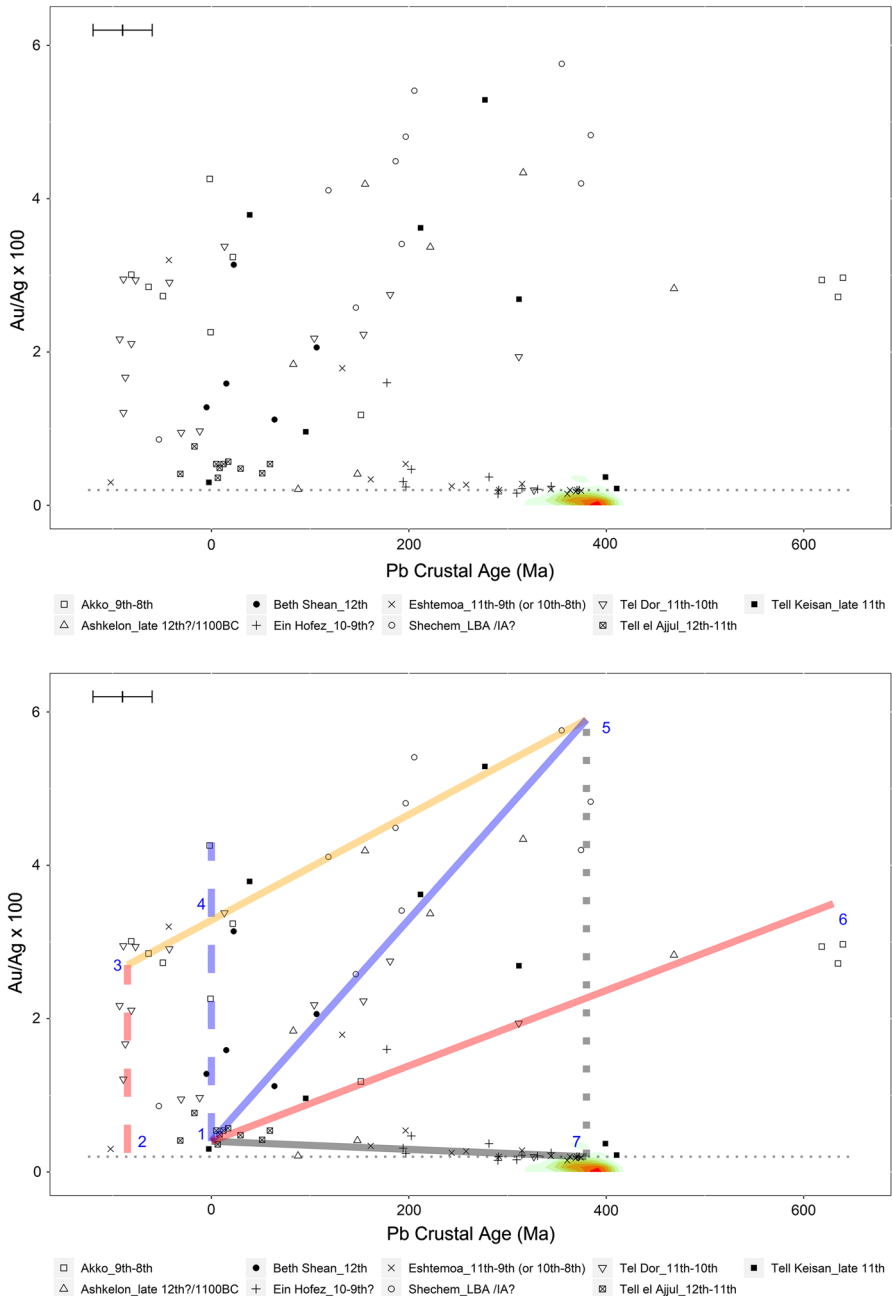 6
4
2
0
Au/Ag x 100
0 200 400 600
Pb Crustal Age (Ma)
Akko_9th-8th Beth Shean_12th Eshtemoa_11th-9th (or 10th-8th) Tel Dor_11th-10th Tell Keisan_late 11th
Ashkelon_late 12th?/1100BC Ein Hofez_10-9th? Shechem_LBA /IA? Tell el Ajjul_12th-11th
6
5
4
4
6
3
2
1
2
7
0
Au/Ag x 100
0 200 400 600
Pb Crustal Age (Ma)
Akko_9th-8th Beth Shean_12th Eshtemoa_11th-9th (or 10th-8th) Tel Dor_11th-10th Tell Keisan_late 11th
Ashkelon_late 12th?/1100BC Ein Hofez_10-9th? Shechem_LBA /IA? Tell el Ajjul_12th-11th